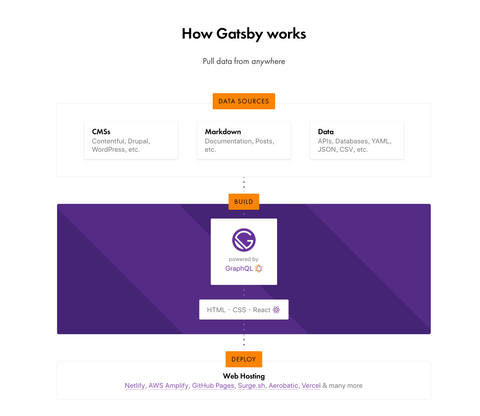 How Gatsby works
Pull data from anywhere
DATA SOURCES
CMSs
Contentful, Drupal,
WordPress, etc.
Markdown
Documentation, Posts,
etc.
Data
APIs, Databases, YAML,
JSON, CSV, etc.
BUILD
powered by
GraphQL
HTML · CSS · React
DEPLOY
Web Hosting
Netlify, AWS Amplify, GitHub Pages, Surge.sh, Aerobatic, Vercel & many more